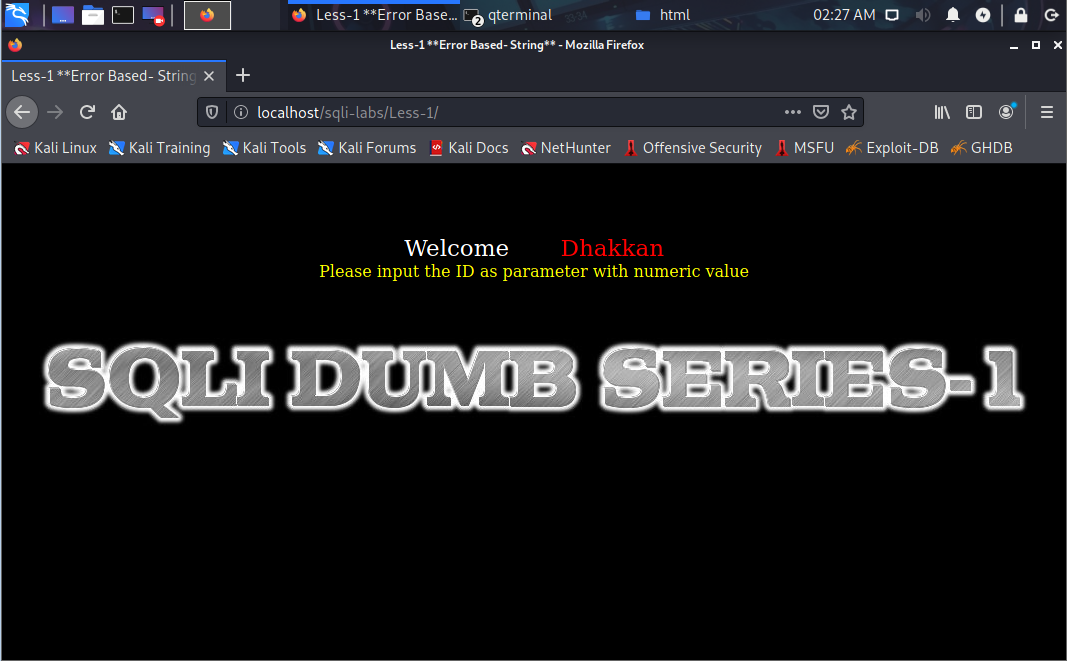 Less-1 **Error Base... qterminal html 02:27 AM
2
Less-1 **Error Based- String** - Mozilla Firefox
Less-1 **Error Based- String
localhost/sqli-labs/Less-1/
Kali Linux Kali Training Kali Tools Kali Forums Kali Docs NetHunter Offensive Security MSFU Exploit-DB GHDB
Welcome Dhakkan
Please input the ID as parameter with numeric value
SQLI DUMB SERIES-1